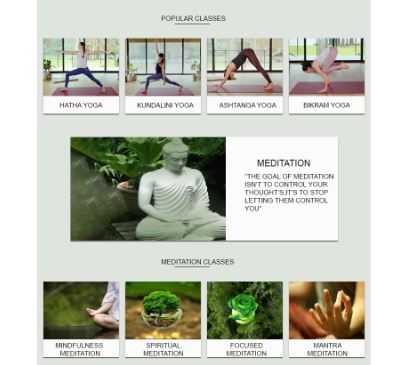 POPULAR CLASSES
HATHA YOGA
KUNDALINI YOGA
ASHTANGA YOGA
BIKRAM YOGA
MEDITATION
"THE GOAL OF MEDITATION
ISN'T TO CONTROL YOUR
THOUGHT'S,IT'S TO STOP
LETTING THEM CONTROL
YOU"
MEDITATION CLASSES
MINDFULNESS
MEDITATION
SPIRITUAL
MEDITATION
FOCUSED
MEDITATION
MANTRA
MEDITATION